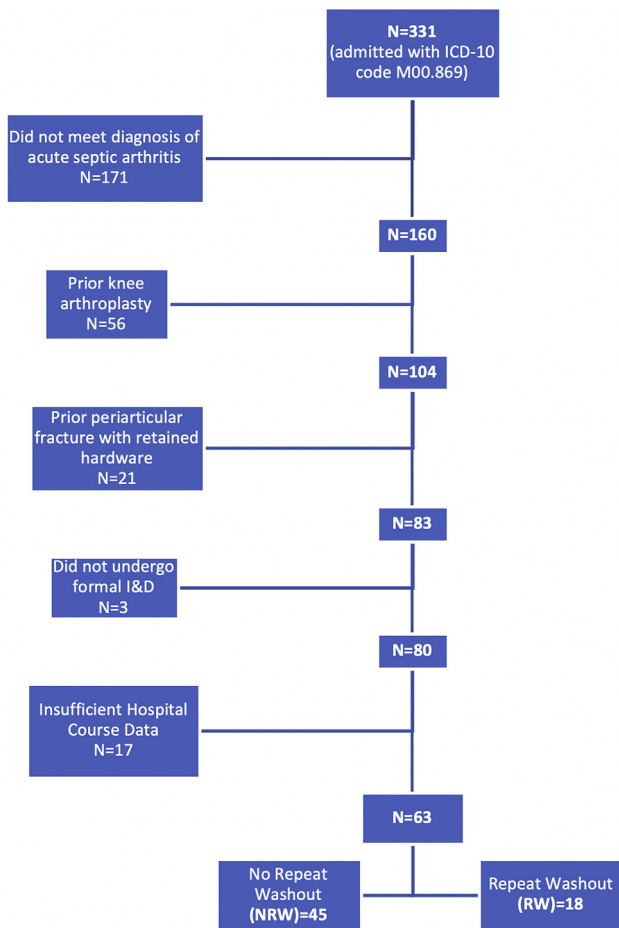 N=331
(admitted with ICD-10
code M00.869)
Did not meet diagnosis of
acute septic arthritis
N=171
N=160
Prior knee
arthroplasty
N=56
N=104
Prior periarticular
fracture with retained
hardware
N=21
N=83
Did not undergo
formal I&D
N=3
N=80
Insufficient Hospital
Course Data
N=17
N=63
No Repeat
Washout
(NRW)=45
Repeat Washout
(RW)=18